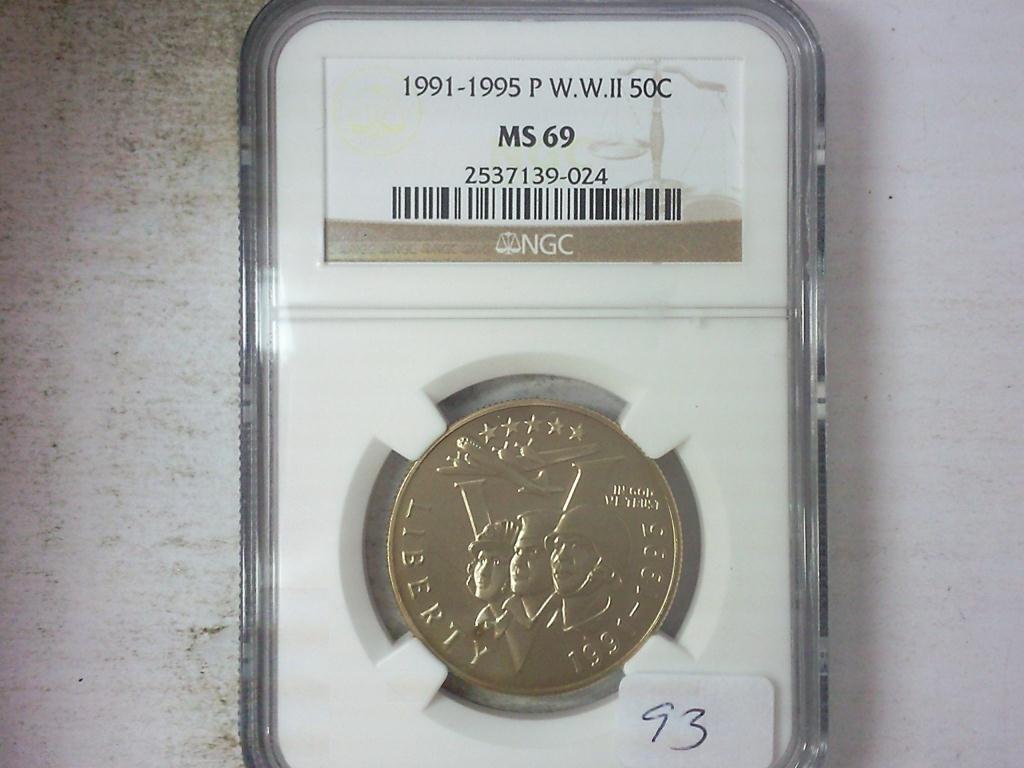 1991-1995 P W.W.II 50C
MS 69
2537139-024
NGC
IN GOD
WE TRUST
LIBERTY
1991-1995
93